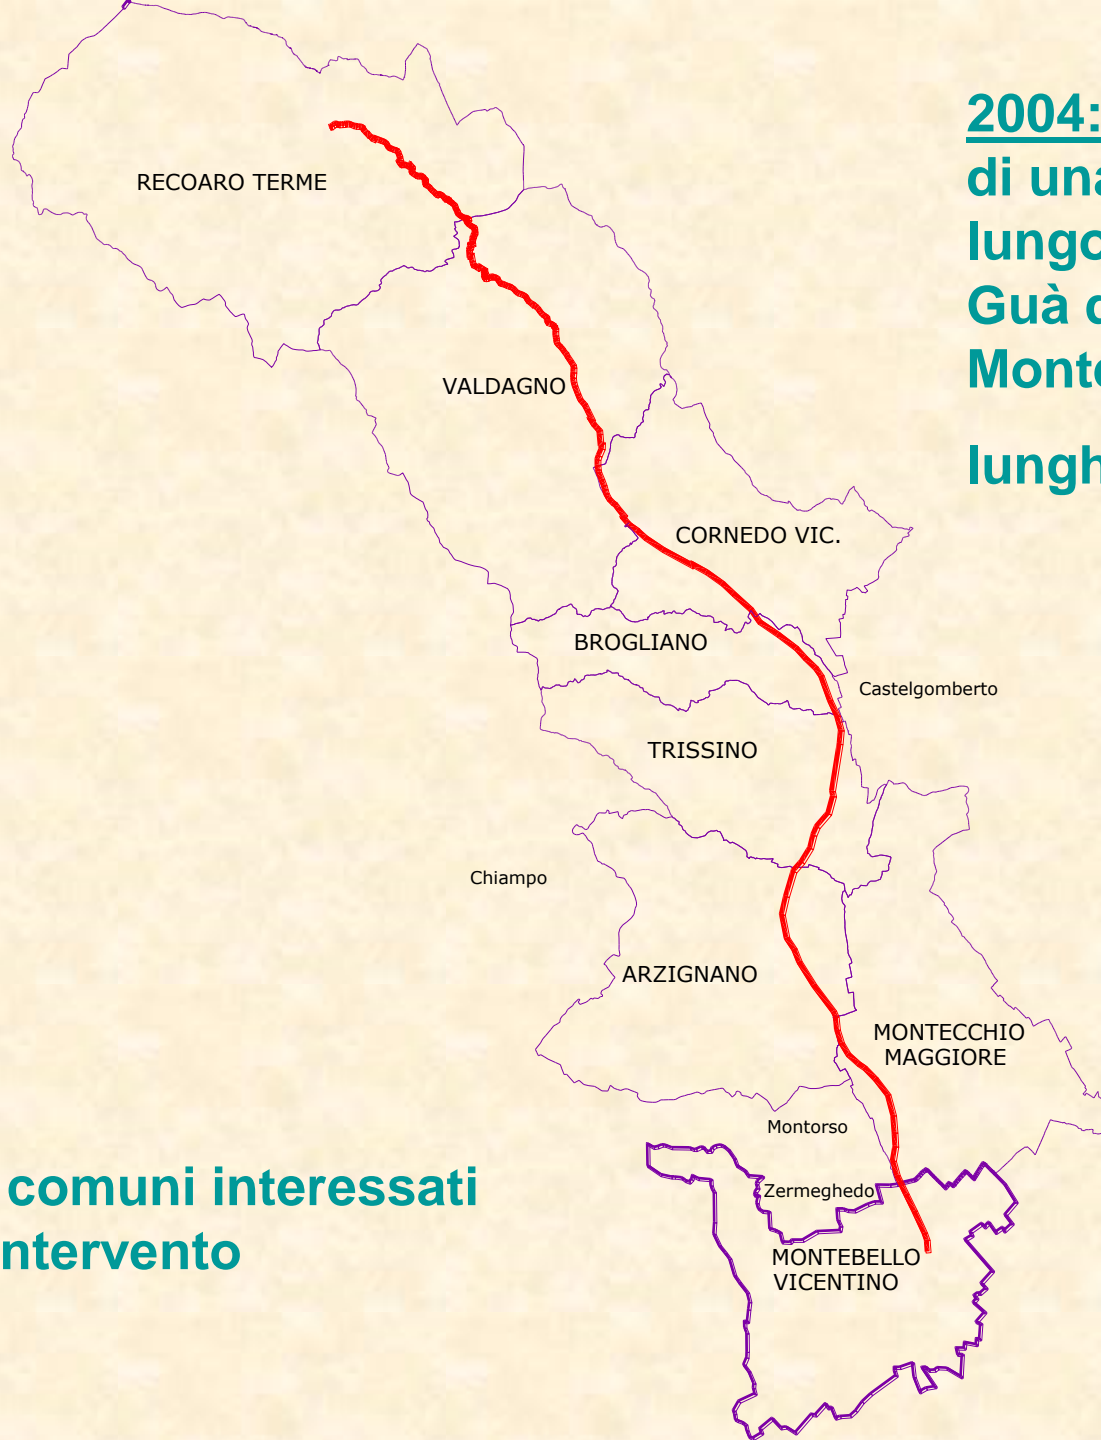 2004:
di una
lungo
Guà d
Monte
lungh
RECOARO TERME
VALDAGNO
CORNEDO VIC.
BROGLIANO
Castelgomberto
TRISSINO
Chiampo
ARZIGNANO
MONTECCHIO
MAGGIORE
Montorso
comuni interessati
Zermeghedo
ntervento
MONTEBELLO
VICENTINO